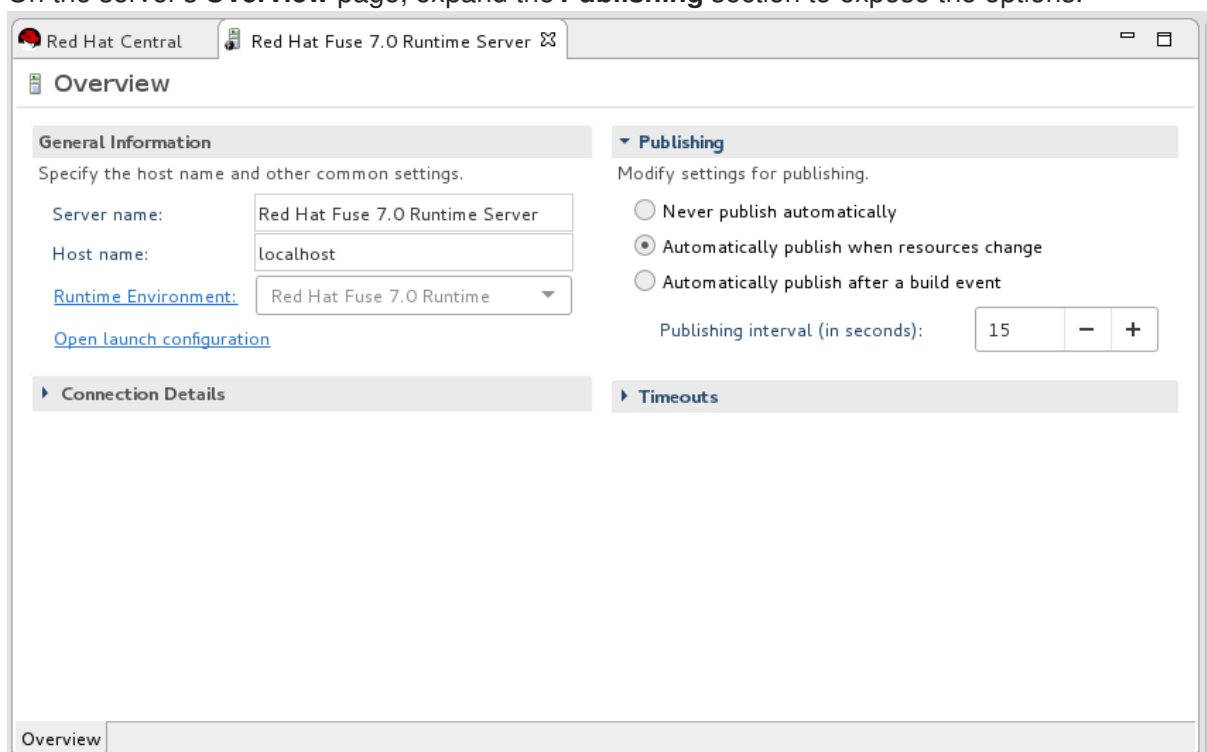 On the server's Overview page, expand the Publishing section to expose the options.
Red Hat Central
Red Hat Fuse 7.0 Runtime Server
Overview
General Information
Specify the host name and other common settings.
Server name: Red Hat Fuse 7.0 Runtime Server
Host name: localhost
Runtime Environment: Red Hat Fuse 7.0 Runtime
Open launch configuration
Connection Details
Publishing
Modify settings for publishing.
Never publish automatically
Automatically publish when resources change
Automatically publish after a build event
Publishing interval (in seconds): 15 − +
Timeouts
Overview